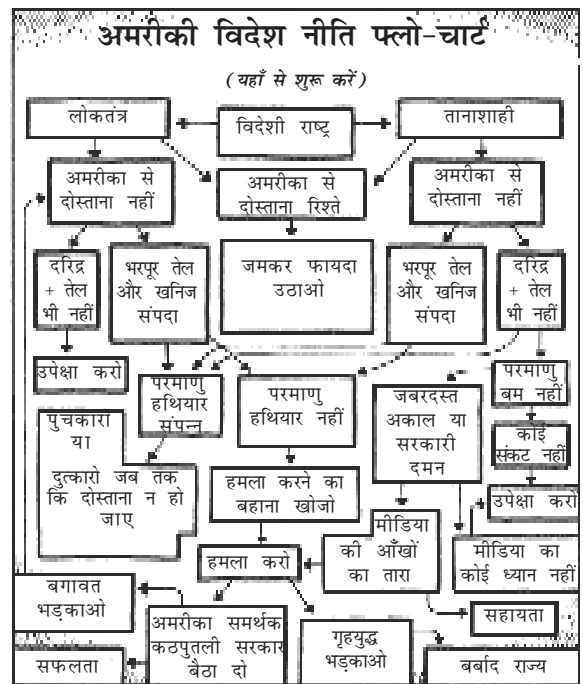 अमरीकी विदेश नीति फ्लो-चार्ट
(यहाँ से शुरू करें)
लोकतंत्र
विदेशी राष्ट्र
तानाशाही
अमरीका से
दोस्ताना नहीं
अमरीका से
दोस्ताना रिश्ते
अमरीका से
दोस्ताना नहीं
दरिद्र
+ तेल
भी नहीं
भरपूर तेल
और खनिज
संपदा
जमकर फायदा
उठाओ
भरपूर तेल
और खनिज
संपदा
दरिद्र
+ तेल
भी नहीं
उपेक्षा करो
परमाणु
हथियार
संपन्न
परमाणु
हथियार नहीं
जबरदस्त
अकाल या
सरकारी
दमन
परमाणु
बम नहीं
पुचकारो
या
दुत्कारो जब तक
कि दोस्ताना न हो
जाए
कोई
संकट नहीं
हमला करने का
बहाना खोजो
उपेक्षा करो
मीडिया
की आँखों
का तारा
हमला करो
मीडिया का
कोई ध्यान नहीं
बगावत
भड़काओ
सहायता
अमरीका समर्थक
कठपुतली सरकार
बैठा दो
गृहयुद्ध
भड़काओ
सफलता
बर्बाद राज्य